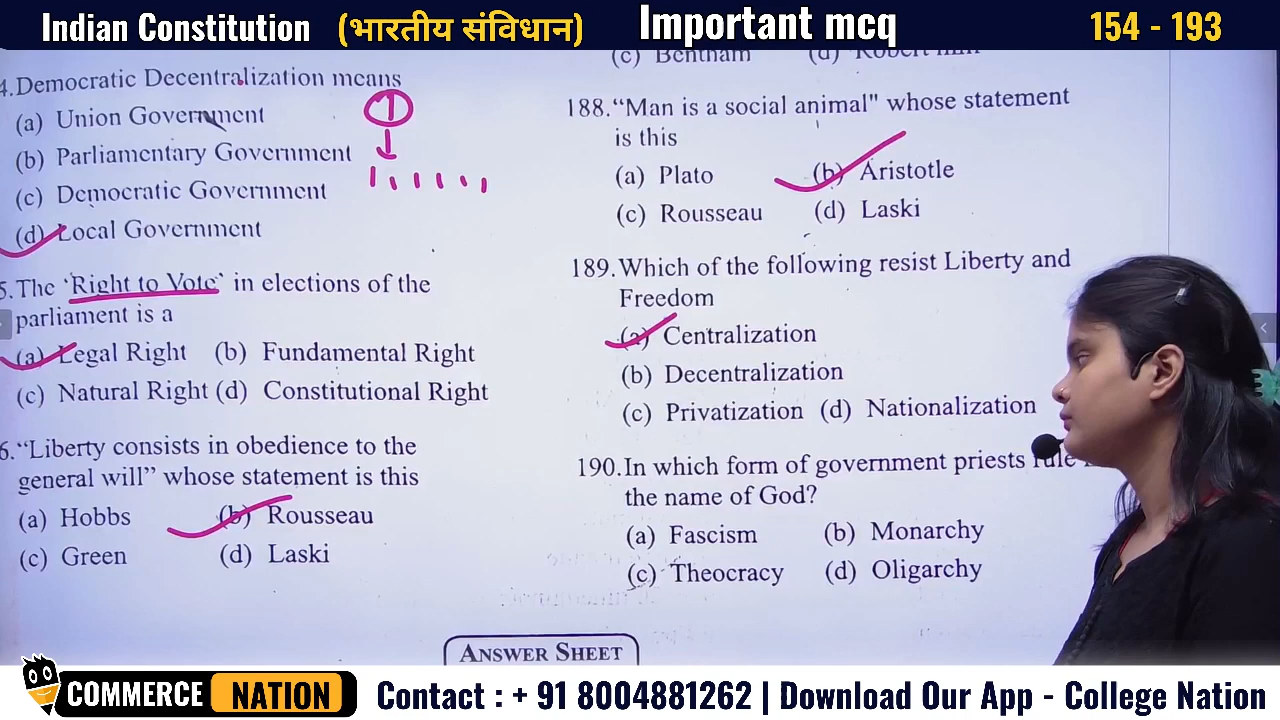 Indian Constitution (भारतीय संविधान) Important mcq 154 - 193
4.Democratic Decentralization means
(a) Union Government
(b) Parliamentary Government
(c) Democratic Government
(d) Local Government
5.The ‘Right to Vote’ in elections of the
parliament is a
(a) Legal Right (b) Fundamental Right
(c) Natural Right (d) Constitutional Right
6.“Liberty consists in obedience to the
general will” whose statement is this
(a) Hobbs (b) Rousseau
(c) Green (d) Laski
(c) Bentham (d) Robert
188.“Man is a social animal" whose statement
is this
(a) Plato (b) Aristotle
(c) Rousseau (d) Laski
189.Which of the following resist Liberty and
Freedom
(a) Centralization
(b) Decentralization
(c) Privatization (d) Nationalization
190.In which form of government priests rule
the name of God?
(a) Fascism (b) Monarchy
(c) Theocracy (d) Oligarchy
ANSWER SHEET
COMMERCE NATION Contact : + 91 8004881262 | Download Our App - College Nation